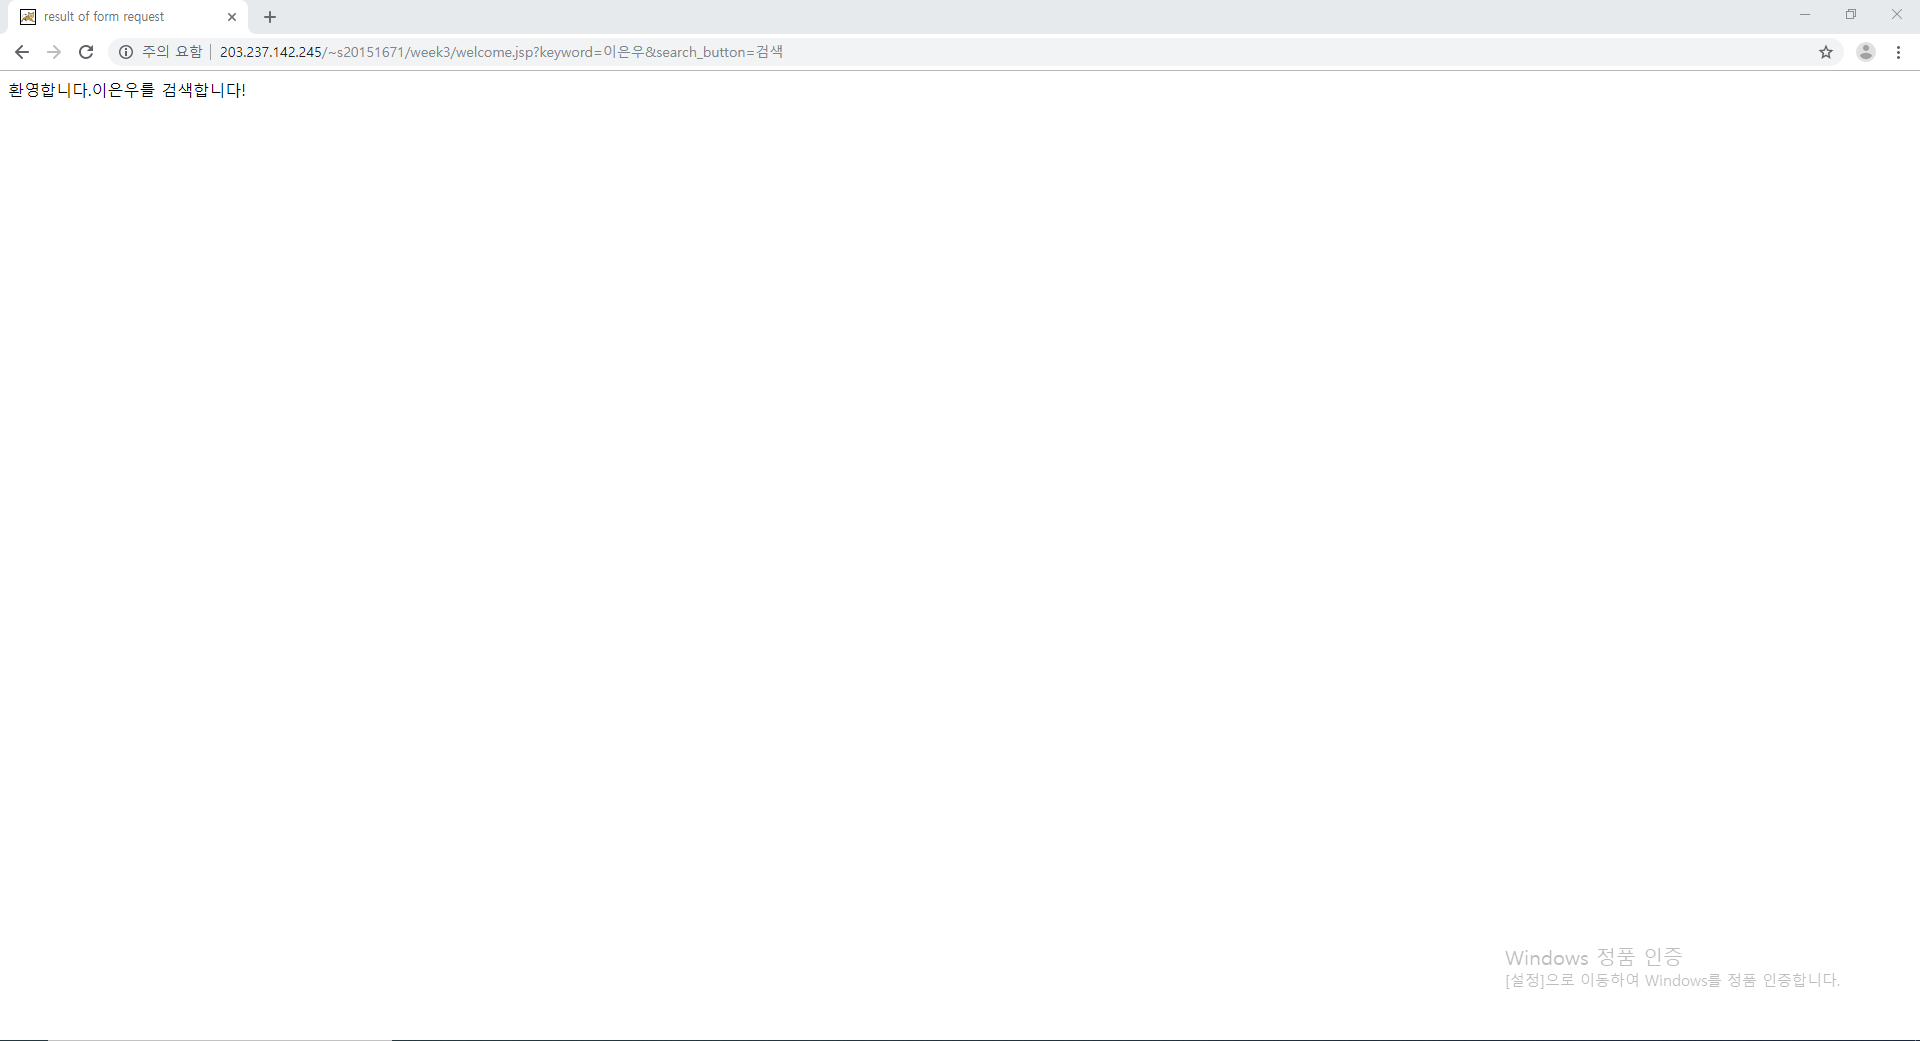 result of form request
주의 요함 203.237.142.245/~s20151671/week3/welcome.jsp?keyword=이은우&search_button=검색
환영합니다.이은우를 검색합니다!
Windows 정품 인증
[설정]으로 이동하여 Windows를 정품 인증합니다.